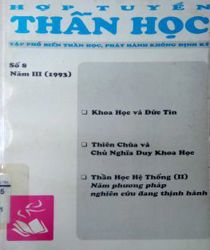 HỢP TUYỂN
THẦN HỌC
TẬP PHỔ BIẾN THẦN HỌC, PHÁT HÀNH KHÔNG ĐỊNH KỲ
Số 8
Năm III (1993)
Khoa Học và Đức Tin
Thiên Chúa và
Chủ Nghĩa Duy Khoa Học
Thần Học Hệ Thống (II)
Năm phương pháp
nghiên cứu đang thịnh hành